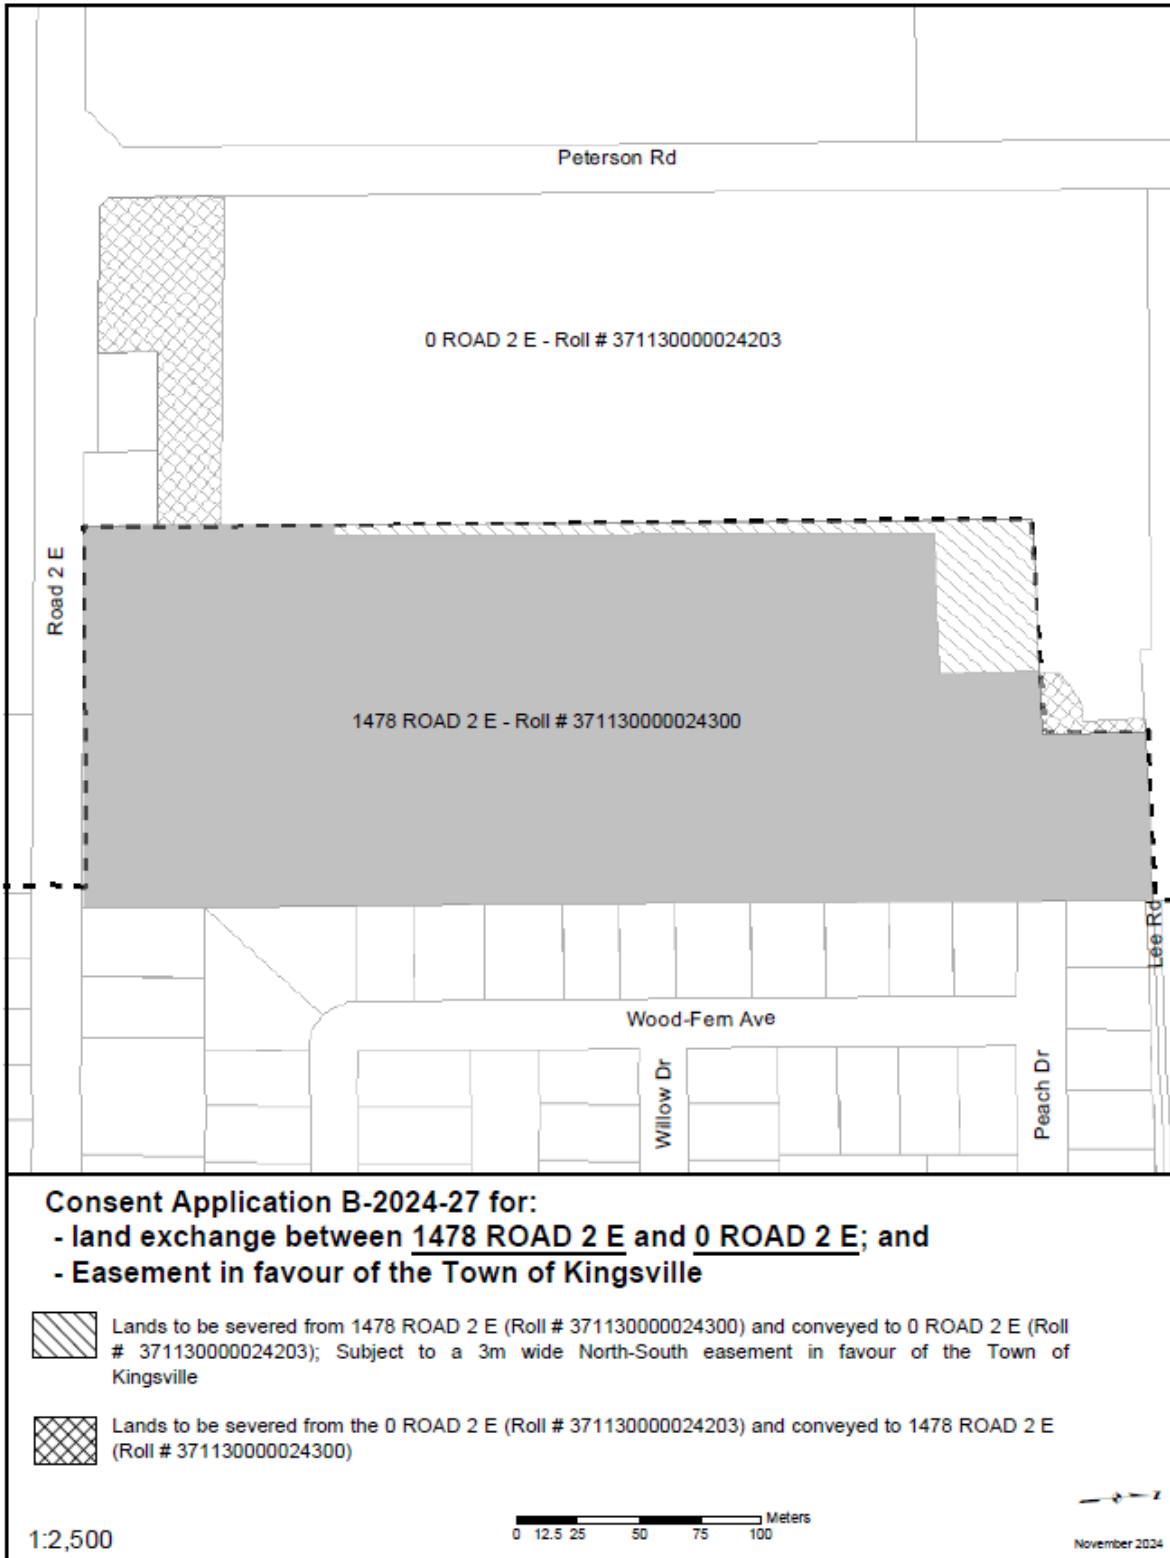 Peterson Rd
0 ROAD 2 E - Roll # 371130000024203
Road 2 E
1478 ROAD 2 E - Roll # 371130000024300
Lee Rd
Wood-Fern Ave
Willow Dr
Peach Dr
Consent Application B-2024-27 for:
- land exchange between 1478 ROAD 2 E and 0 ROAD 2 E; and
- Easement in favour of the Town of Kingsville
Lands to be severed from 1478 ROAD 2 E (Roll # 371130000024300) and conveyed to 0 ROAD 2 E (Roll
# 371130000024203); Subject to a 3m wide North-South easement in favour of the Town of
Kingsville
Lands to be severed from the 0 ROAD 2 E (Roll # 371130000024203) and conveyed to 1478 ROAD 2 E
(Roll # 371130000024300)
1:2,500
Meters
0 12.5 25 50 75 100
Z
November 2024